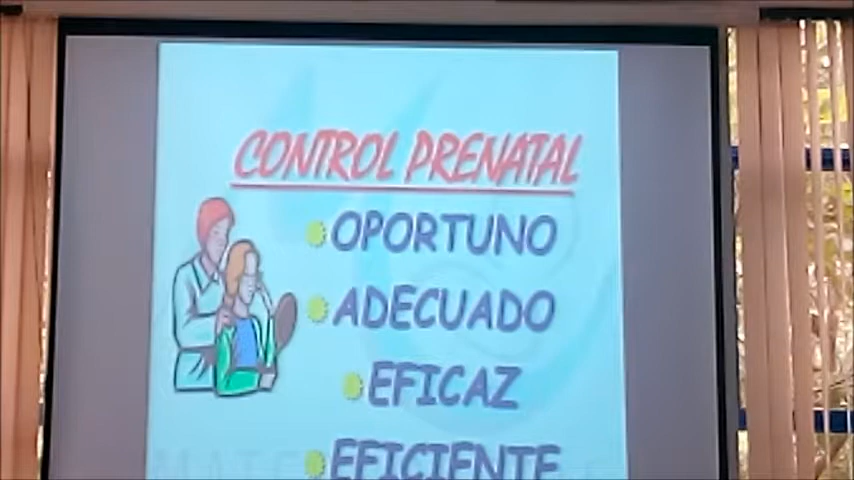 CONTROL PRENATAL
OPORTUNO
ADECUADO
EFICAZ
EFICIENTE